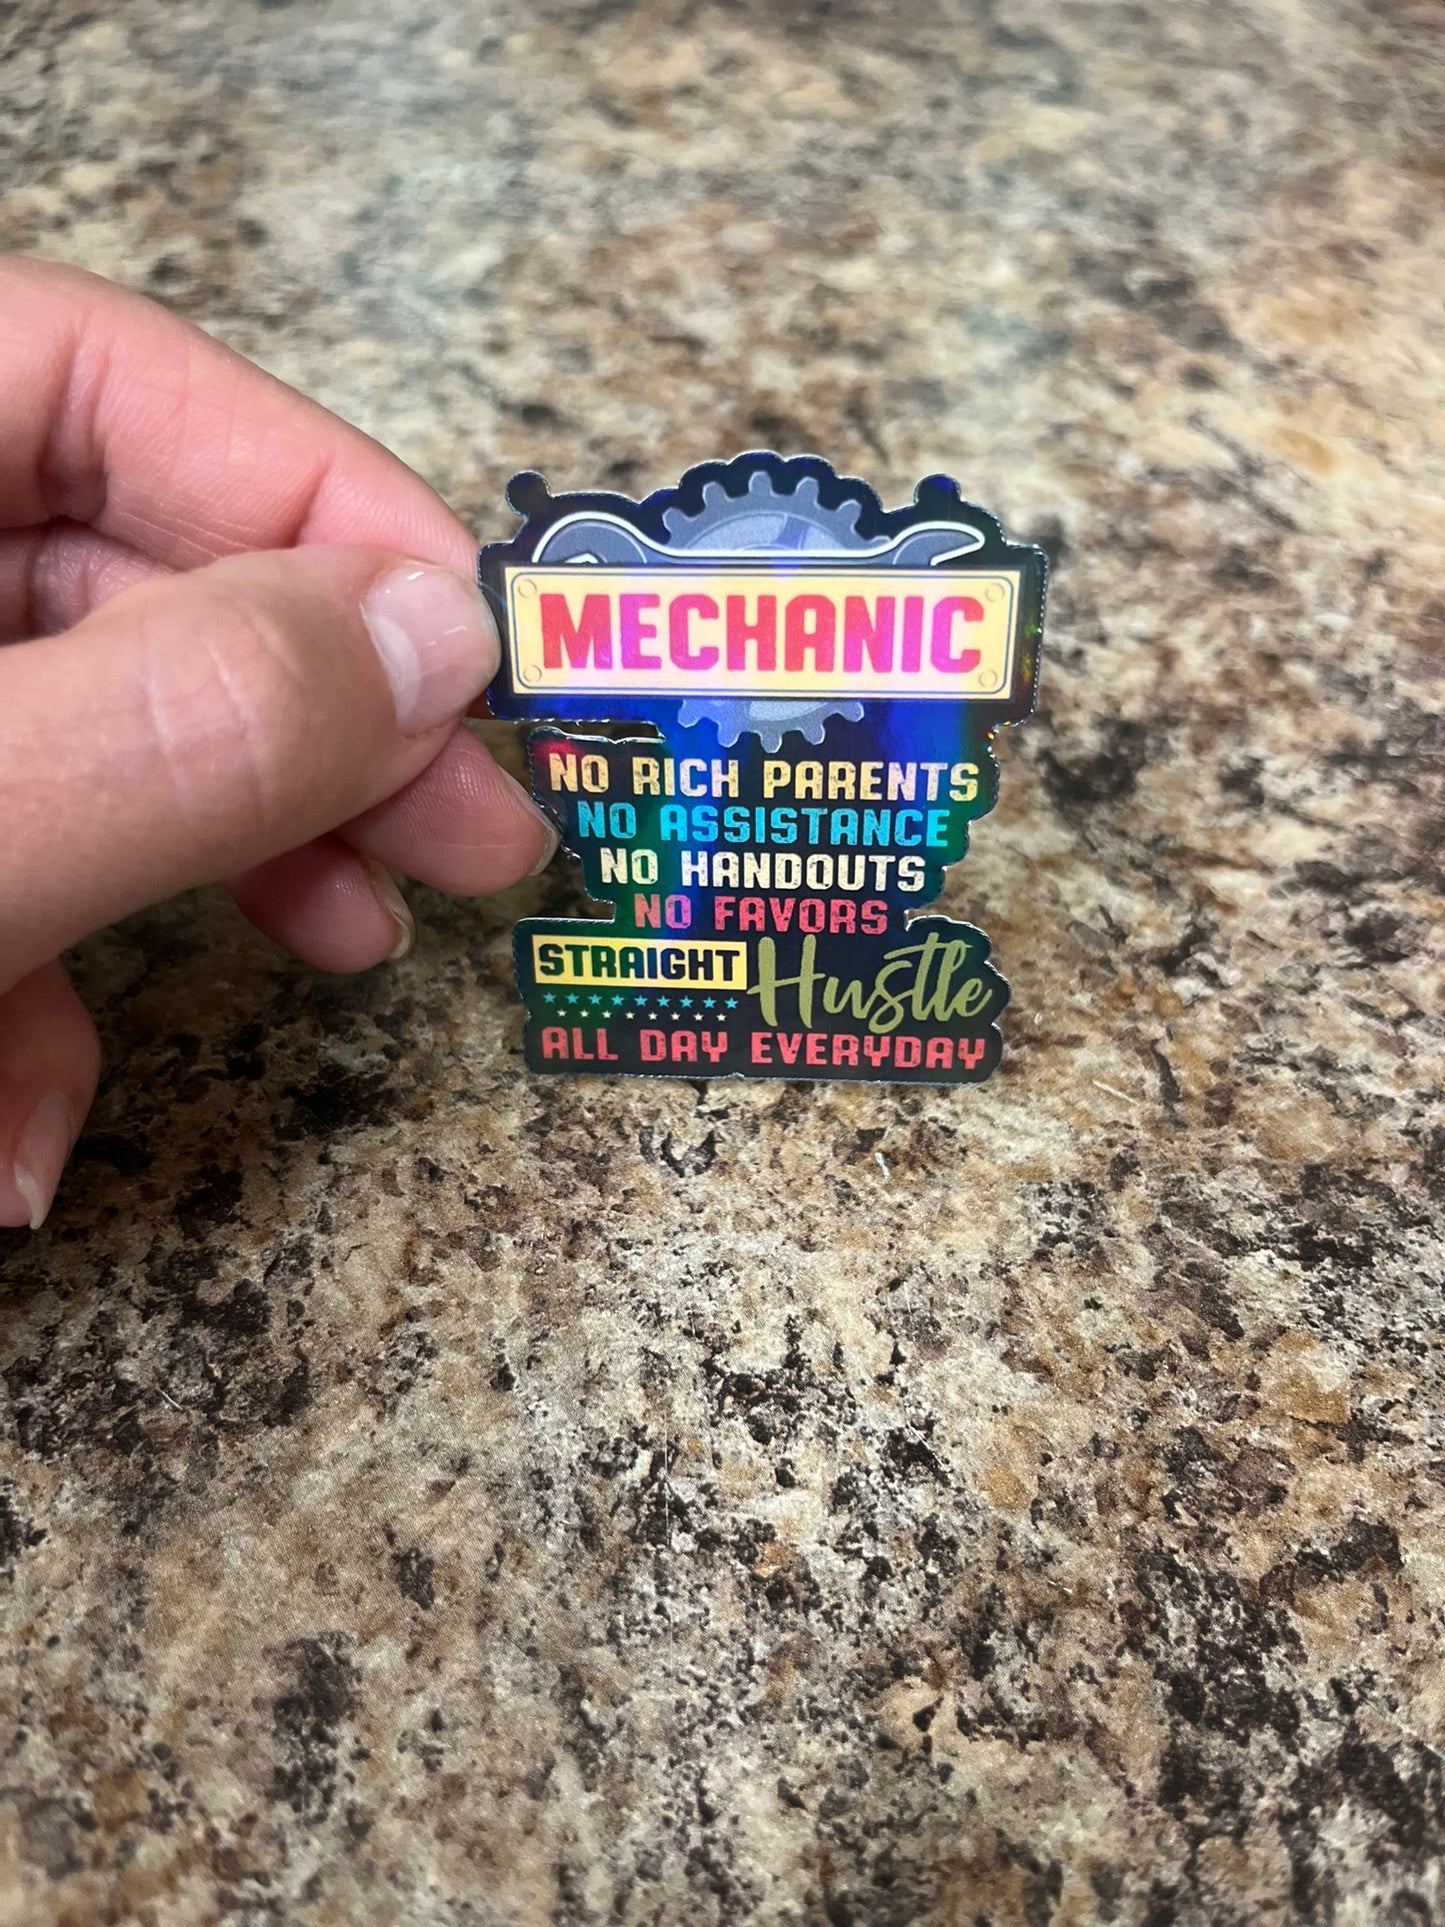 MECHANIC
NO RICH PARENTS
NO ASSISTANCE
NO HANDOUTS
NO FAVORS
STRAIGHT Hustle
ALL DAY EVERYDAY